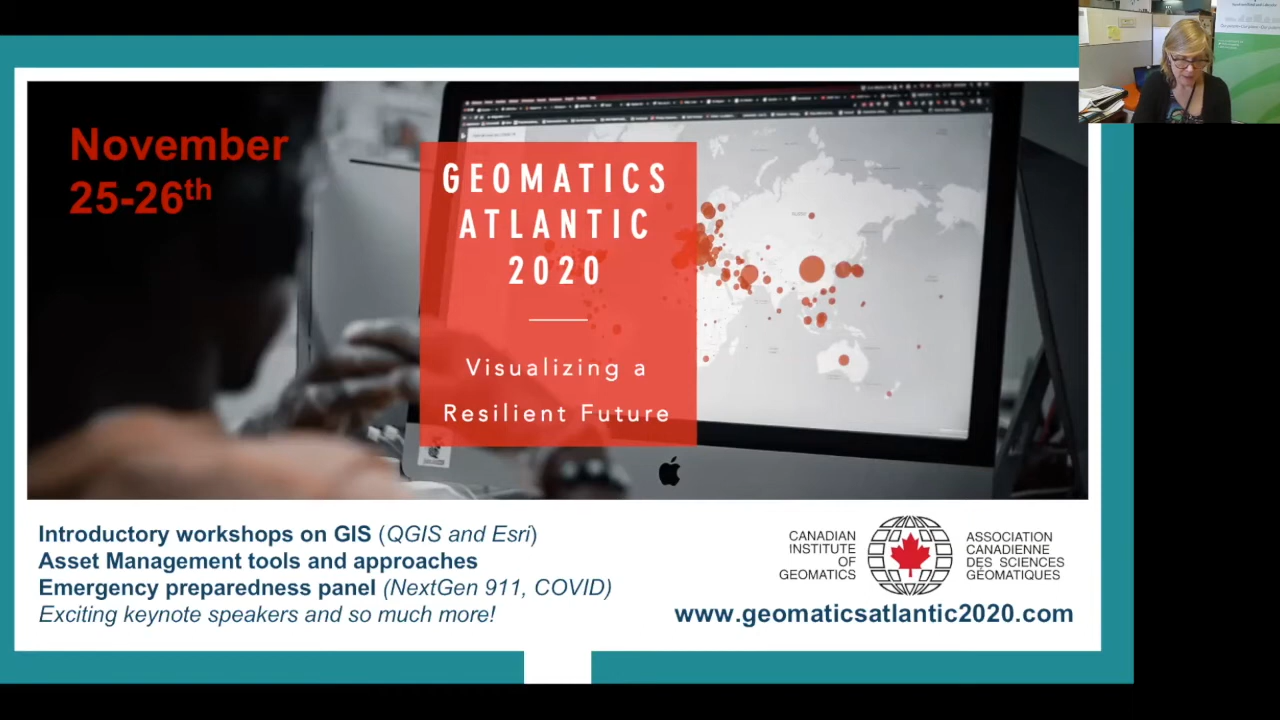 November
25-26th
GEOMATICS
ATLANTIC
2020
Visualizing a
Resilient Future
Introductory workshops on GIS (QGIS and Esri)
Asset Management tools and approaches
Emergency preparedness panel (NextGen 911, COVID)
Exciting keynote speakers and so much more!
CANADIAN
INSTITUTE
OF
GEOMATICS
ASSOCIATION
CANADIENNE
DES SCIENCES
GÉOMATIQUES
www.geomaticsatlantic2020.com